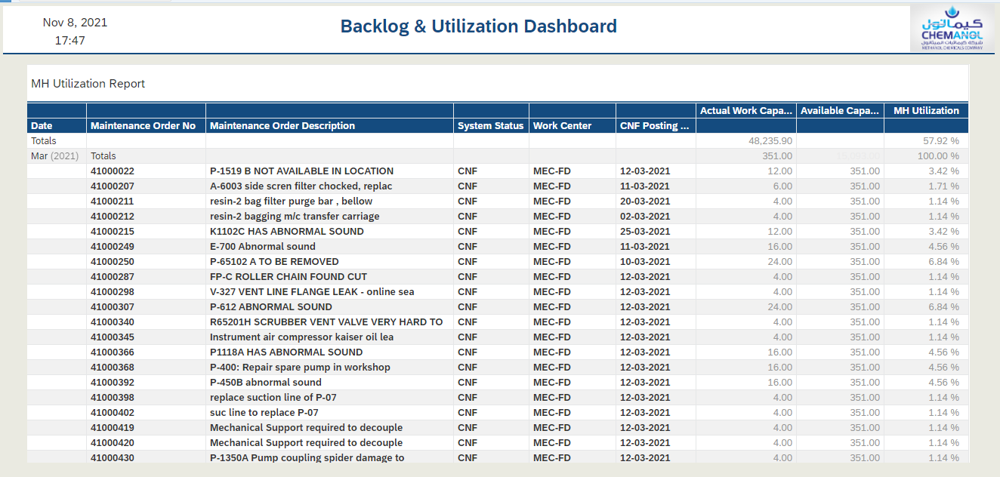 Nov 8, 2021
17:47
Backlog & Utilization Dashboard
كيمانول
CHEMANOL
شركة كيمائيات الميثانول
METHANOL CHEMICALS COMPANY
MH Utilization Report
Actual Work Capa... Available Capa... MH Utilization
Date Maintenance Order No Maintenance Order Description System Status Work Center CNF Posting ...
Totals 48,235.90 57.92 %
Mar (2021) Totals 351.00 15,092.00 100.00 %
41000022 P-1519 B NOT AVAILABLE IN LOCATION CNF MEC-FD 12-03-2021 12.00 351.00 3.42 %
41000207 A-6003 side scren filter chocked, replac CNF MEC-FD 11-03-2021 6.00 351.00 1.71 %
41000211 resin-2 bag filter purge bar , bellow CNF MEC-FD 20-03-2021 4.00 351.00 1.14 %
41000212 resin-2 bagging m/c transfer carriage CNF MEC-FD 02-03-2021 4.00 351.00 1.14 %
41000215 K1102C HAS ABNORMAL SOUND CNF MEC-FD 25-03-2021 12.00 351.00 3.42 %
41000249 E-700 Abnormal sound CNF MEC-FD 11-03-2021 16.00 351.00 4.56 %
41000250 P-65102 A TO BE REMOVED CNF MEC-FD 10-03-2021 24.00 351.00 6.84 %
41000287 FP-C ROLLER CHAIN FOUND CUT CNF MEC-FD 12-03-2021 4.00 351.00 1.14 %
41000298 V-327 VENT LINE FLANGE LEAK - online sea CNF MEC-FD 12-03-2021 4.00 351.00 1.14 %
41000307 P-612 ABNORMAL SOUND CNF MEC-FD 12-03-2021 24.00 351.00 6.84 %
41000340 R65201H SCRUBBER VENT VALVE VERY HARD TO CNF MEC-FD 12-03-2021 4.00 351.00 1.14 %
41000345 Instrument air compressor kaiser oil lea CNF MEC-FD 12-03-2021 4.00 351.00 1.14 %
41000366 P1118A HAS ABNORMAL SOUND CNF MEC-FD 12-03-2021 16.00 351.00 4.56 %
41000368 P-400: Repair spare pump in workshop CNF MEC-FD 12-03-2021 16.00 351.00 4.56 %
41000392 P-450B abnormal sound CNF MEC-FD 12-03-2021 16.00 351.00 4.56 %
41000398 replace suction line of P-07 CNF MEC-FD 12-03-2021 4.00 351.00 1.14 %
41000402 suc line to replace P-07 CNF MEC-FD 12-03-2021 4.00 351.00 1.14 %
41000419 Mechanical Support required to decouple CNF MEC-FD 12-03-2021 4.00 351.00 1.14 %
41000420 Mechanical Support required to decouple CNF MEC-FD 12-03-2021 4.00 351.00 1.14 %
41000430 P-1350A Pump coupling spider damage to CNF MEC-FD 12-03-2021 4.00 351.00 1.14 %